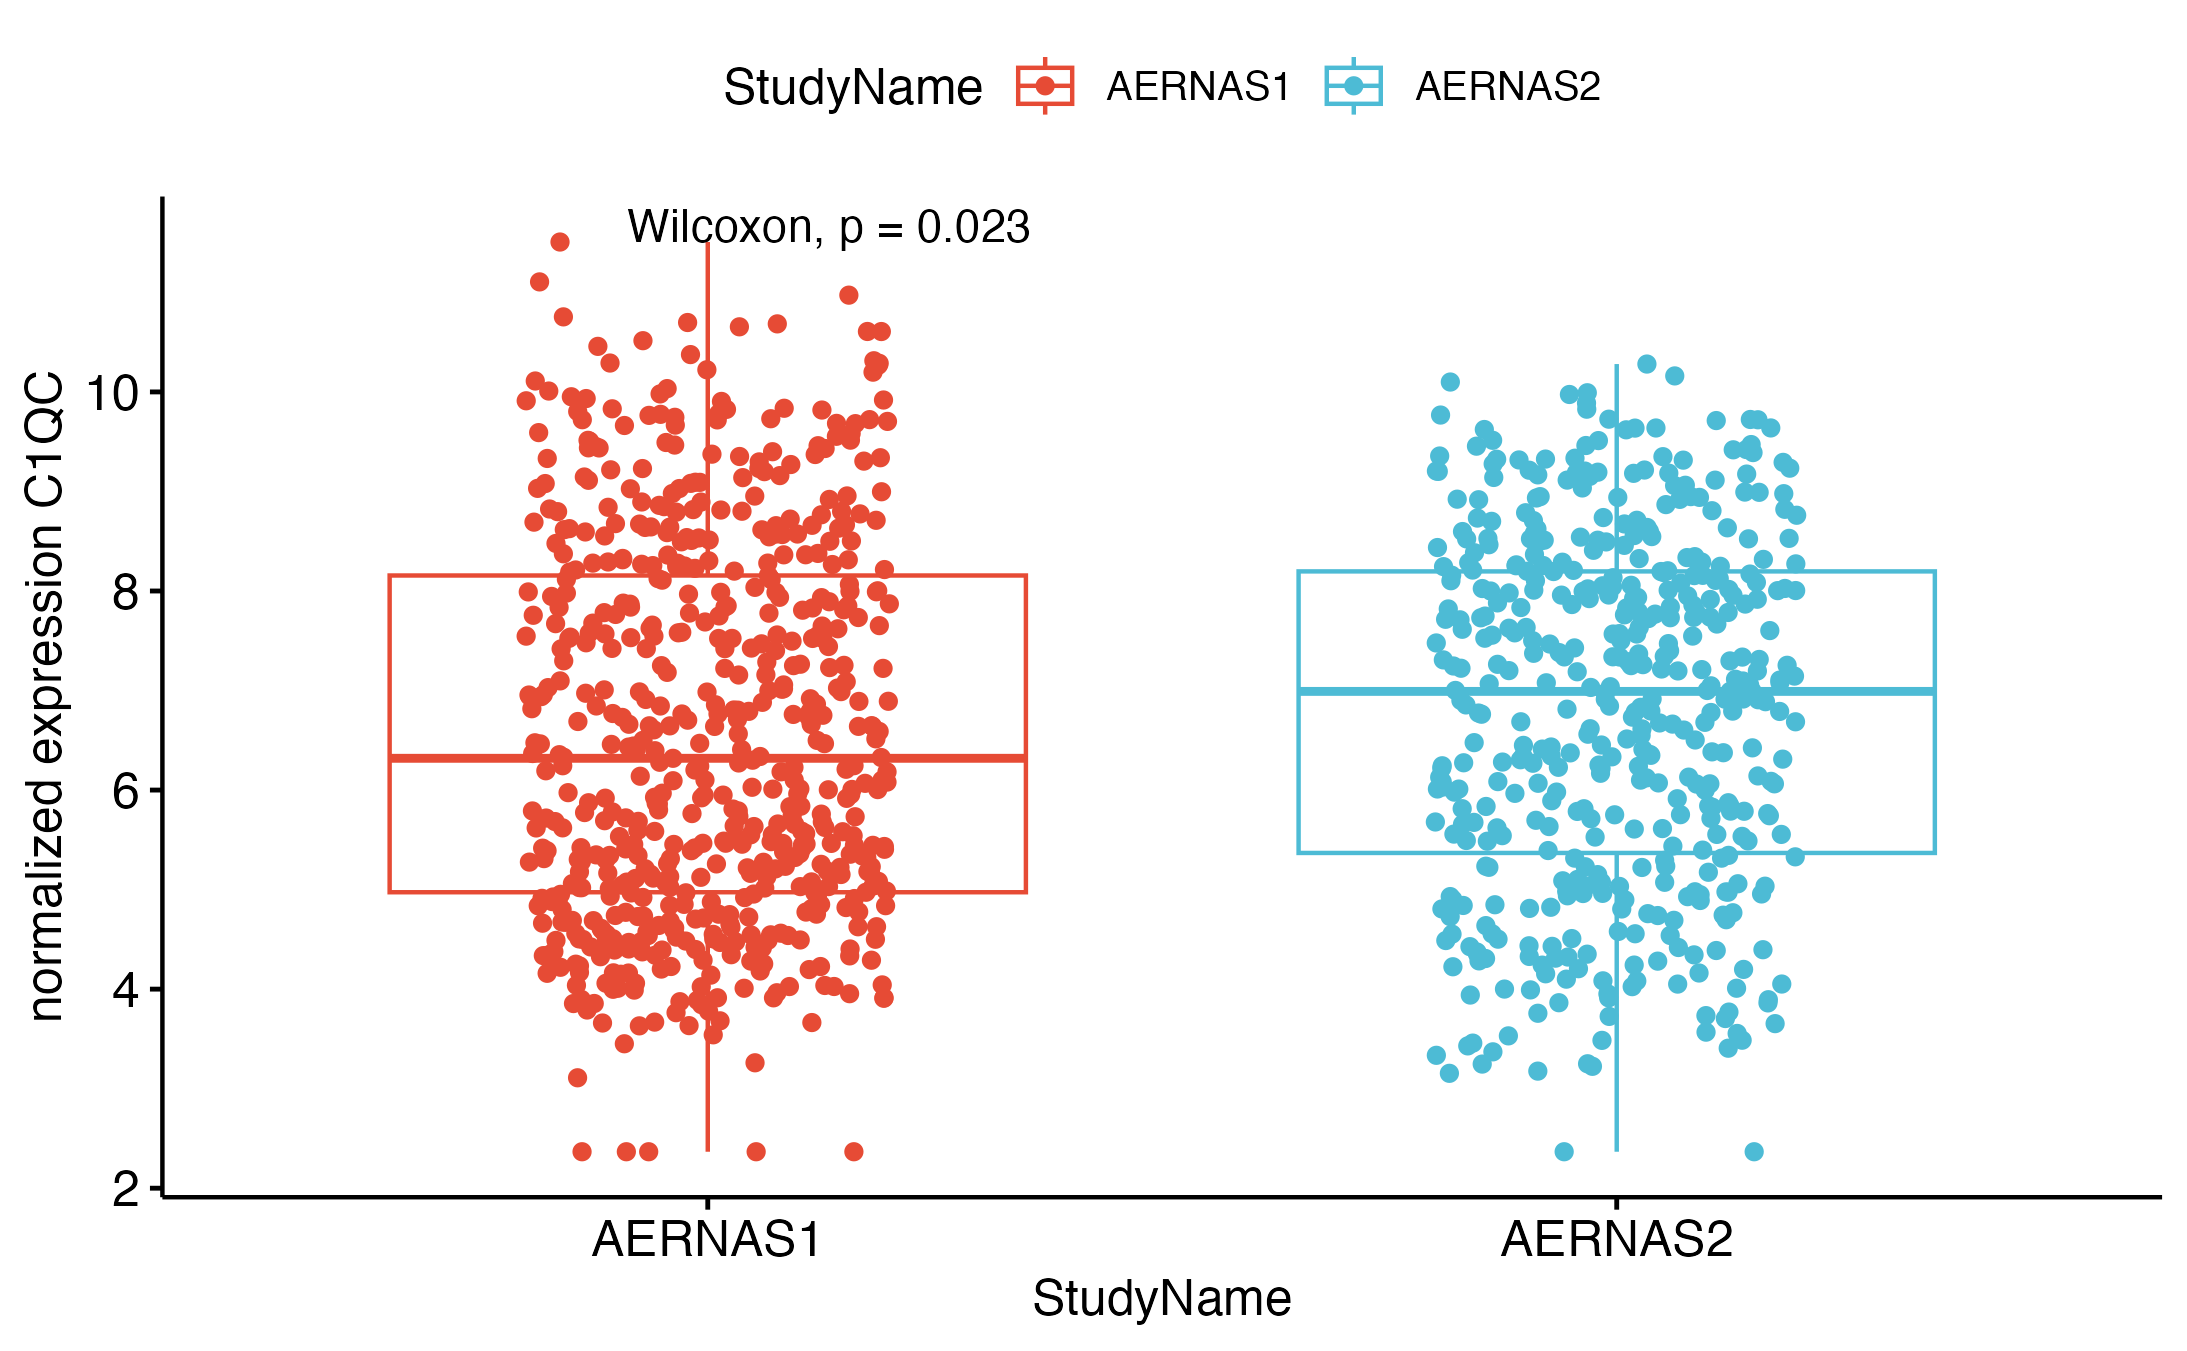 StudyName AERNAS1 AERNAS2
Wilcoxon, p = 0.023
normalized expression C1QC
10
8
6
4
2
AERNAS1 AERNAS2
StudyName